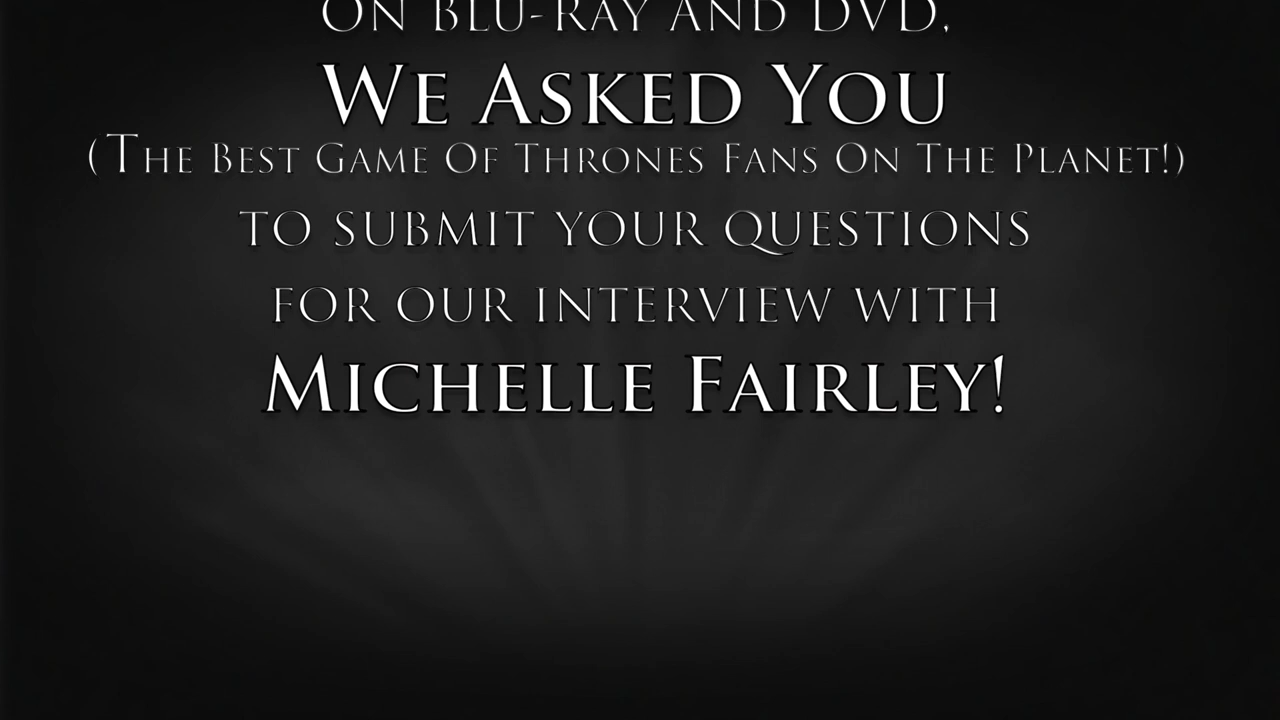 ON BLU-RAY AND DVD,
WE ASKED YOU
(THE BEST GAME OF THRONES FANS ON THE PLANET!)
TO SUBMIT YOUR QUESTIONS
FOR OUR INTERVIEW WITH
MICHELLE FAIRLEY!